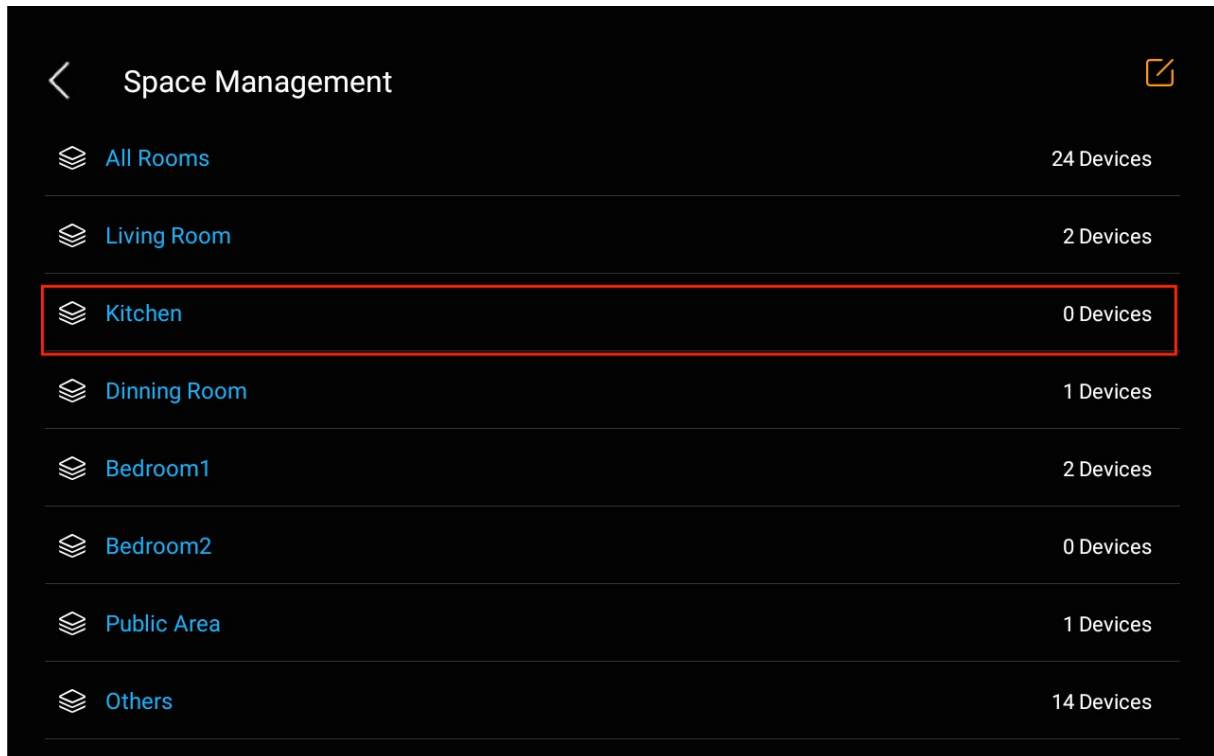 Space Management
All Rooms 24 Devices
Living Room 2 Devices
Kitchen 0 Devices
Dinning Room 1 Devices
Bedroom1 2 Devices
Bedroom2 0 Devices
Public Area 1 Devices
Others 14 Devices